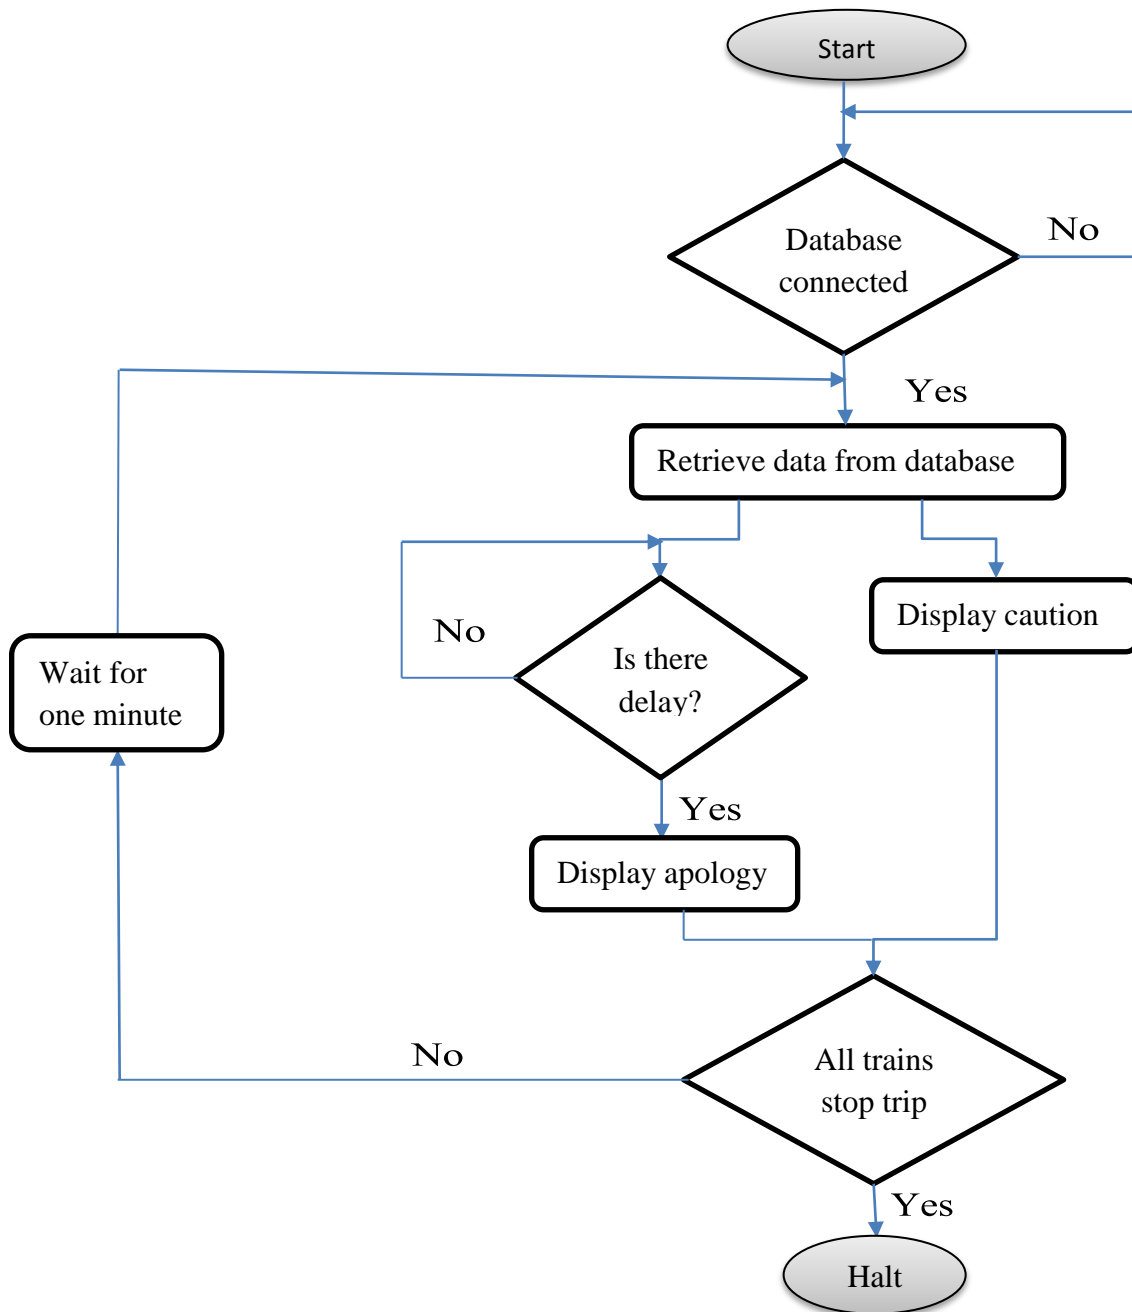 Start
Database
connected
No
Yes
Retrieve data from database
Display caution
No
Is there
delay?
Wait for
one minute
Yes
Display apology
No
All trains
stop trip
Yes
Halt